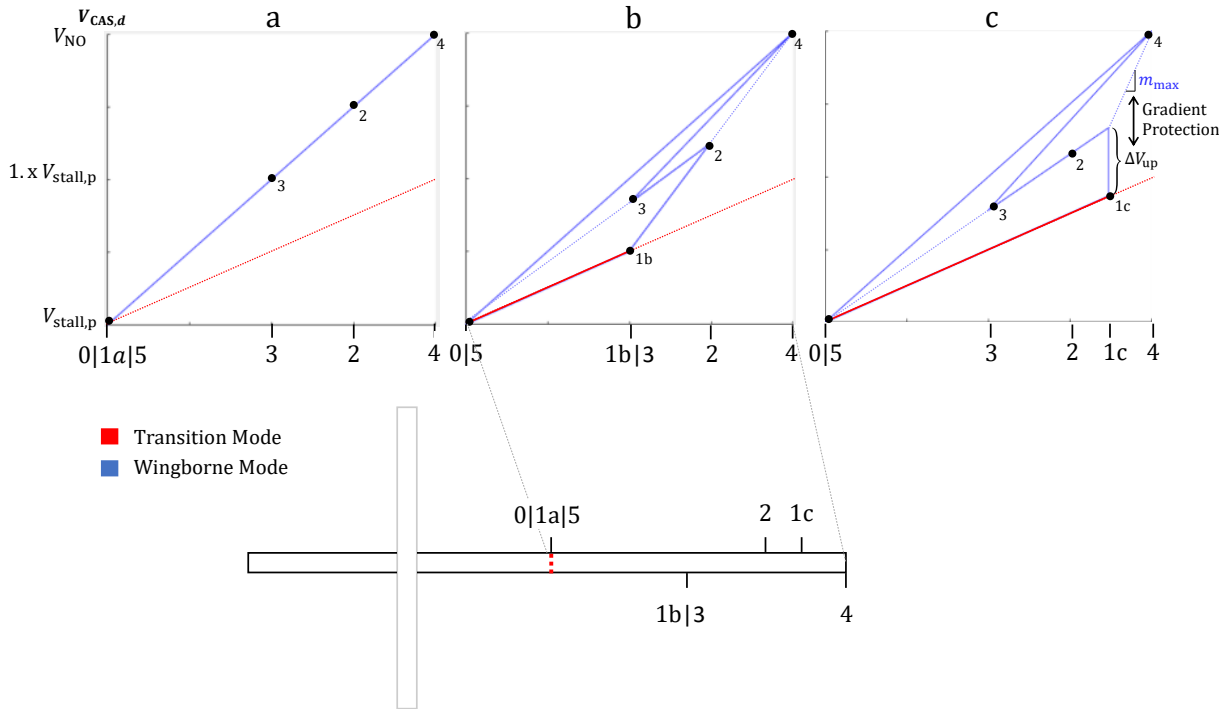 V_CAS,d a b c
V_NO 4 4 4
m_max
2 Gradient
Protection
2 2 ΔV_up
1.x V_stall,p 3
3 3 1c
1b
V_stall,p
0|1a|5 3 2 4 0|5 1b|3 2 4 0|5 3 2 1c 4
Transition Mode
Wingborne Mode
0|1a|5 2 1c
1b|3 4